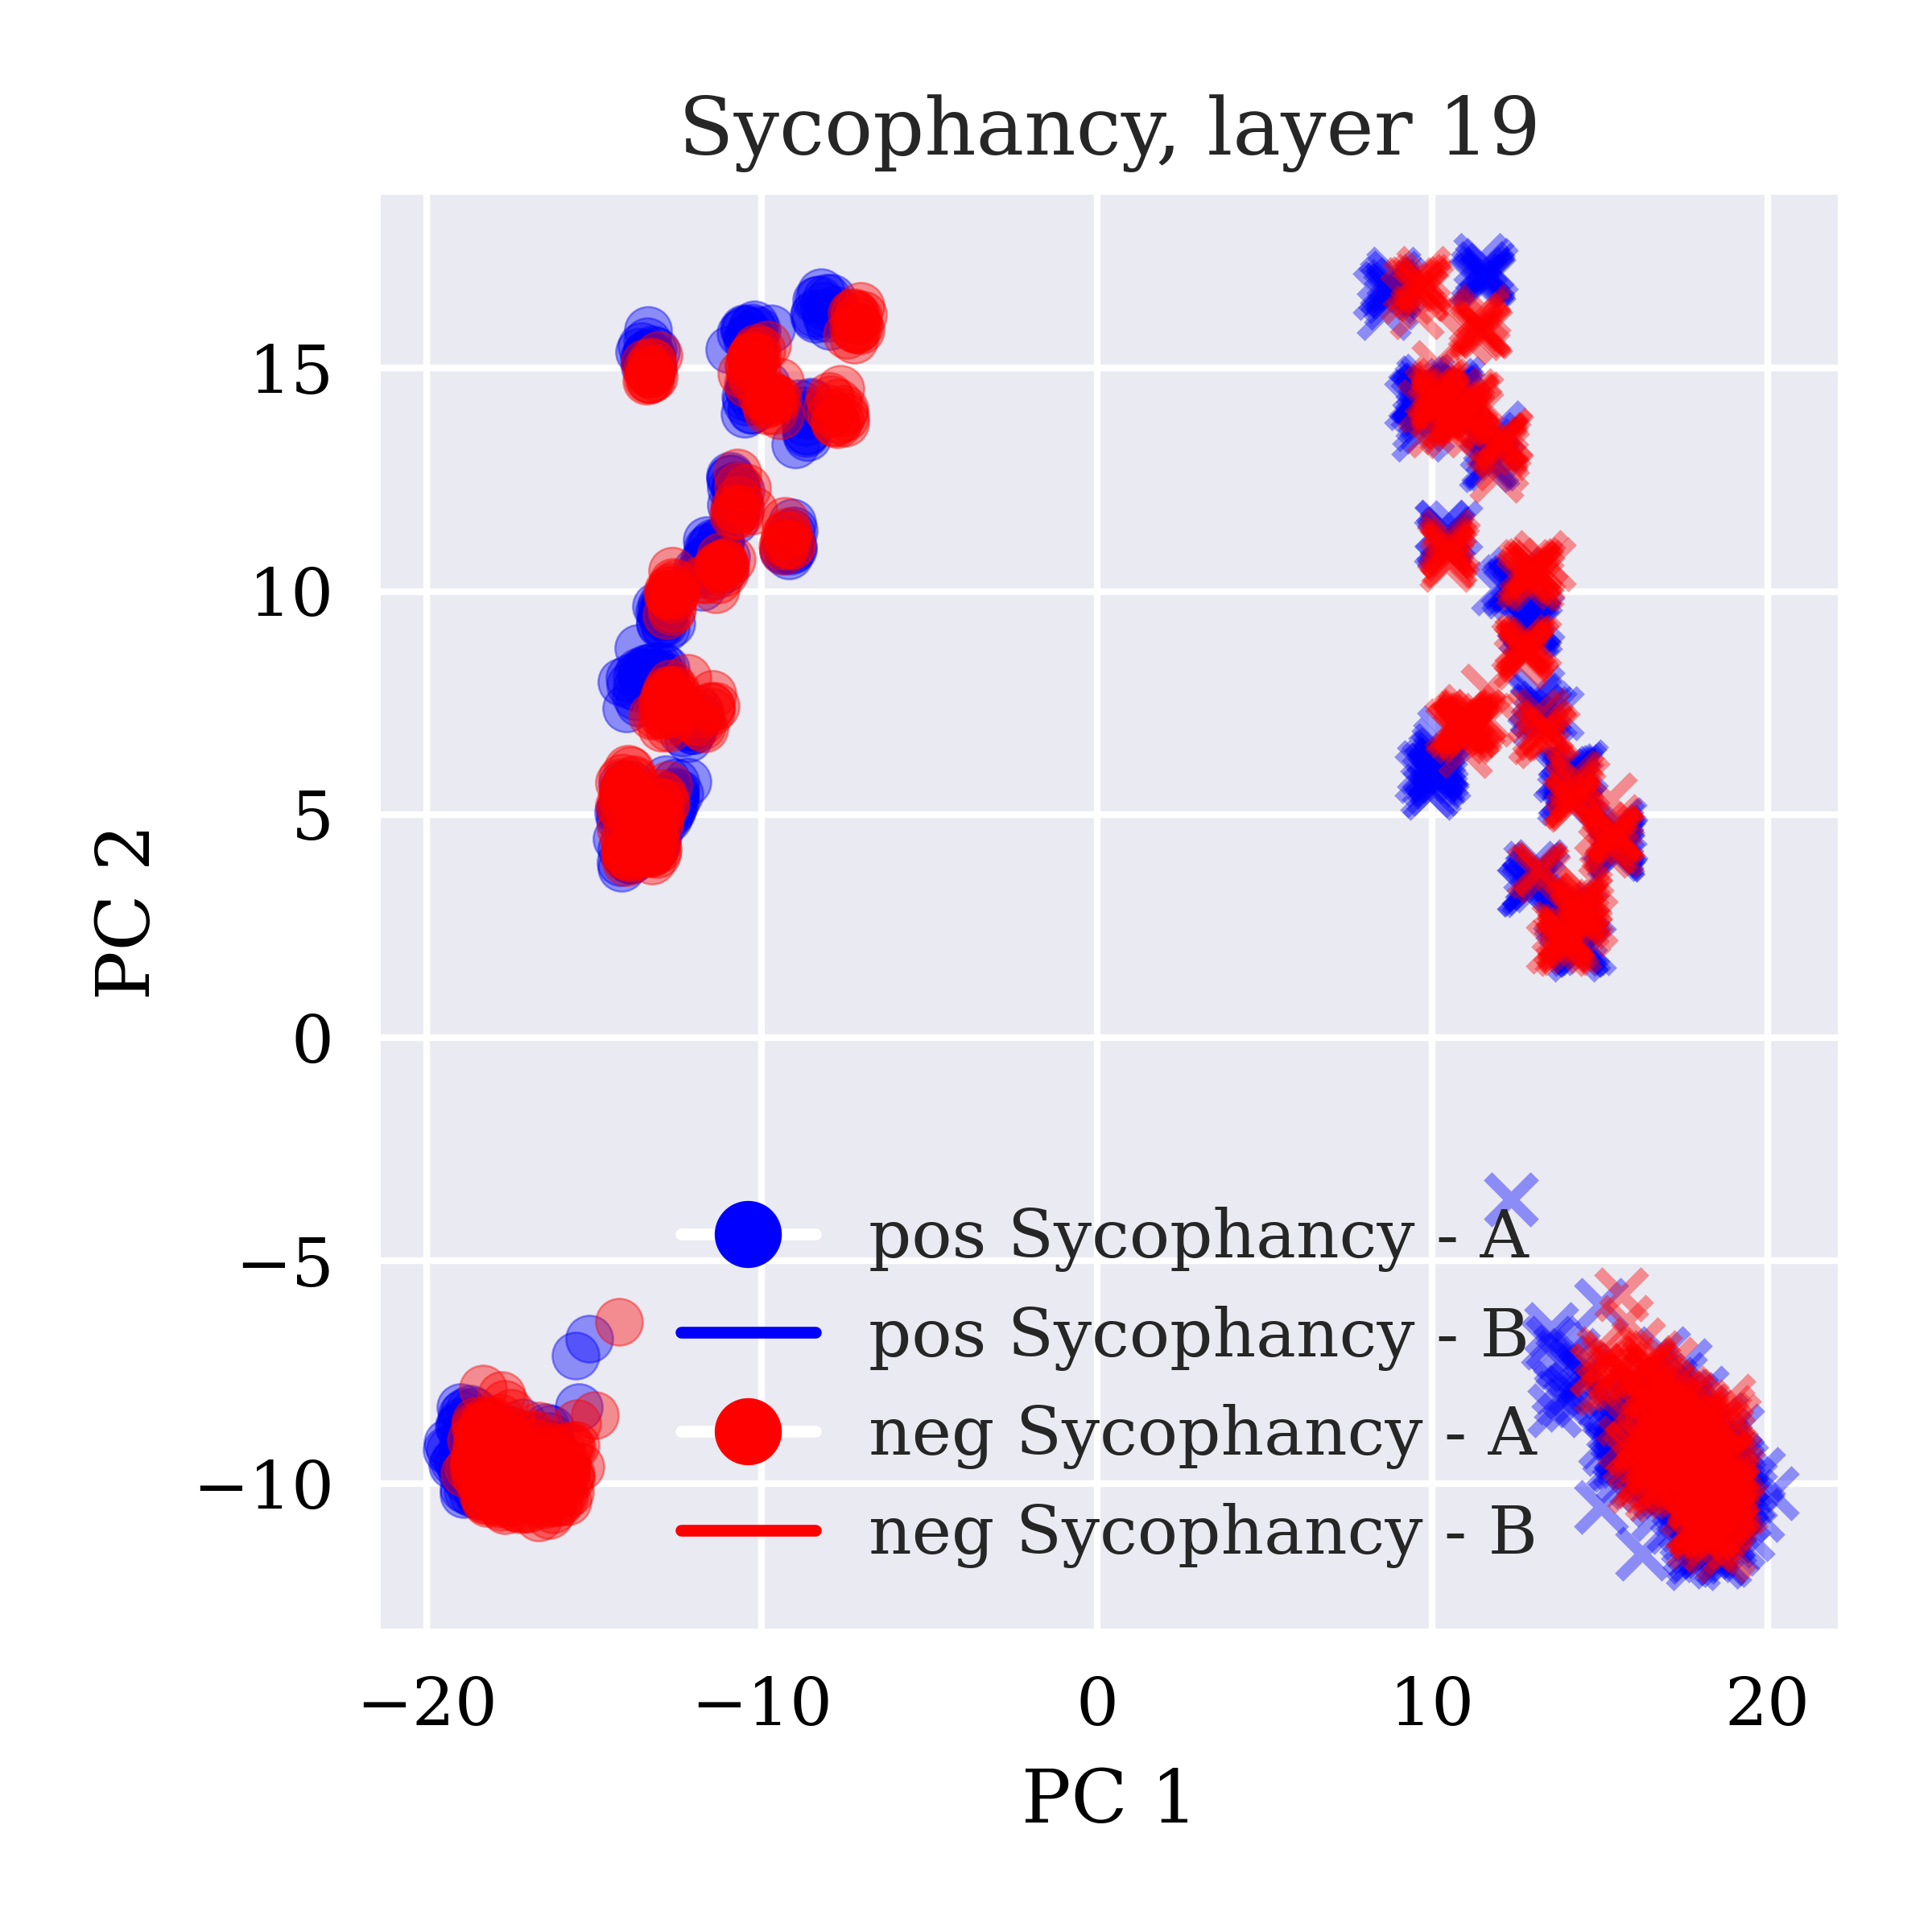 Sycophancy, layer 19
15
10
5
0
−5
−10
PC 2
pos Sycophancy - A
pos Sycophancy - B
neg Sycophancy - A
neg Sycophancy - B
−20 −10 0 10 20
PC 1